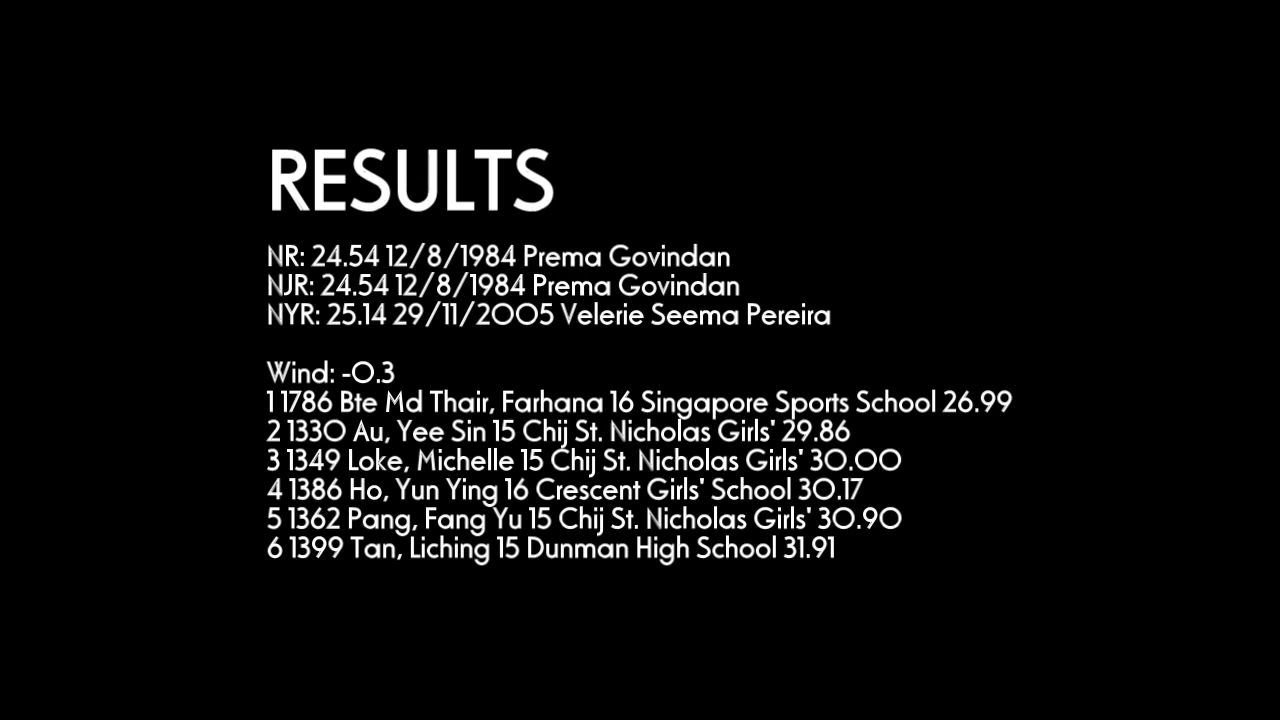 RESULTS
NR: 24.54 12/8/1984 Prema Govindan
NJR: 24.54 12/8/1984 Prema Govindan
NYR: 25.14 29/11/2005 Velerie Seema Pereira
Wind: -0.3
1 1786 Bte Md Thair, Farhana 16 Singapore Sports School 26.99
2 1330 Au, Yee Sin 15 Chij St. Nicholas Girls' 29.86
3 1349 Loke, Michelle 15 Chij St. Nicholas Girls' 30.00
4 1386 Ho, Yun Ying 16 Crescent Girls' School 30.17
5 1362 Pang, Fang Yu 15 Chij St. Nicholas Girls' 30.90
6 1399 Tan, Liching 15 Dunman High School 31.91